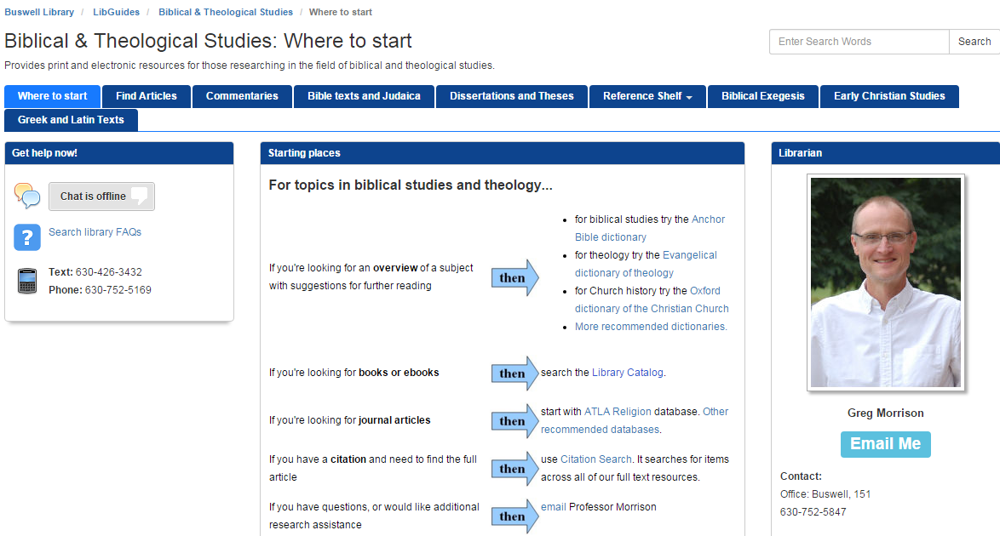 Buswell Library / LibGuides / Biblical & Theological Studies / Where to start
Biblical & Theological Studies: Where to start
Enter Search Words
Search
Provides print and electronic resources for those researching in the field of biblical and theological studies.
Where to start
Find Articles
Commentaries
Bible texts and Judaica
Dissertations and Theses
Reference Shelf
Biblical Exegesis
Early Christian Studies
Greek and Latin Texts
Get help now!
Chat is offline
?
Search library FAQs
Text: 630-426-3432
Phone: 630-752-5169
Starting places
For topics in biblical studies and theology...
If you're looking for an overview of a subject
with suggestions for further reading
then
• for biblical studies try the Anchor
Bible dictionary
• for theology try the Evangelical
dictionary of theology
• for Church history try the Oxford
dictionary of the Christian Church
• More recommended dictionaries.
If you're looking for books or ebooks
then
search the Library Catalog.
If you're looking for journal articles
then
start with ATLA Religion database. Other
recommended databases.
If you have a citation and need to find the full
article
then
use Citation Search. It searches for items
across all of our full text resources.
If you have questions, or would like additional
research assistance
then
email Professor Morrison
Librarian
Greg Morrison
Email Me
Contact:
Office: Buswell, 151
630-752-5847